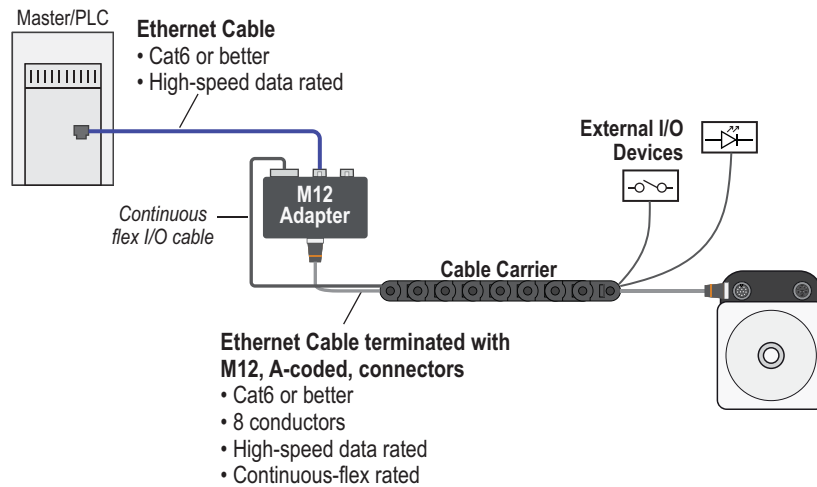 Master/PLC
Ethernet Cable
• Cat6 or better
• High-speed data rated
External I/O
Devices
M12
Adapter
Continuous
flex I/O cable
Cable Carrier
Ethernet Cable terminated with
M12, A-coded, connectors
• Cat6 or better
• 8 conductors
• High-speed data rated
• Continuous-flex rated